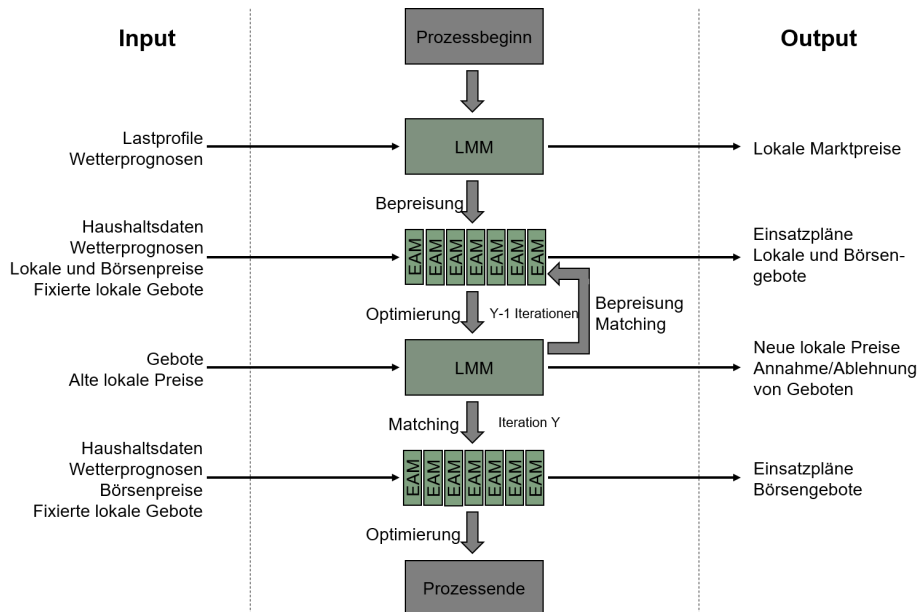 Input
Prozessbeginn
Output
Lastprofile
Wetterprognosen
LMM
Lokale Marktpreise
Bepreisung
Haushaltsdaten
Wetterprognosen
Lokale und Börsenpreise
Fixierte lokale Gebote
EAM
EAM
EAM
EAM
EAM
EAM
EAM
Einsatzpläne
Lokale und Börsen-
gebote
Optimierung
Y-1 Iterationen
Bepreisung
Matching
Gebote
Alte lokale Preise
LMM
Neue lokale Preise
Annahme/Ablehnung
von Geboten
Matching
Iteration Y
Haushaltsdaten
Wetterprognosen
Börsenpreise
Fixierte lokale Gebote
EAM
EAM
EAM
EAM
EAM
EAM
EAM
Einsatzpläne
Börsengebote
Optimierung
Prozessende